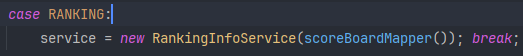 case RANKING:
    service = new RankingInfoService(scoreBoardMapper()); break;